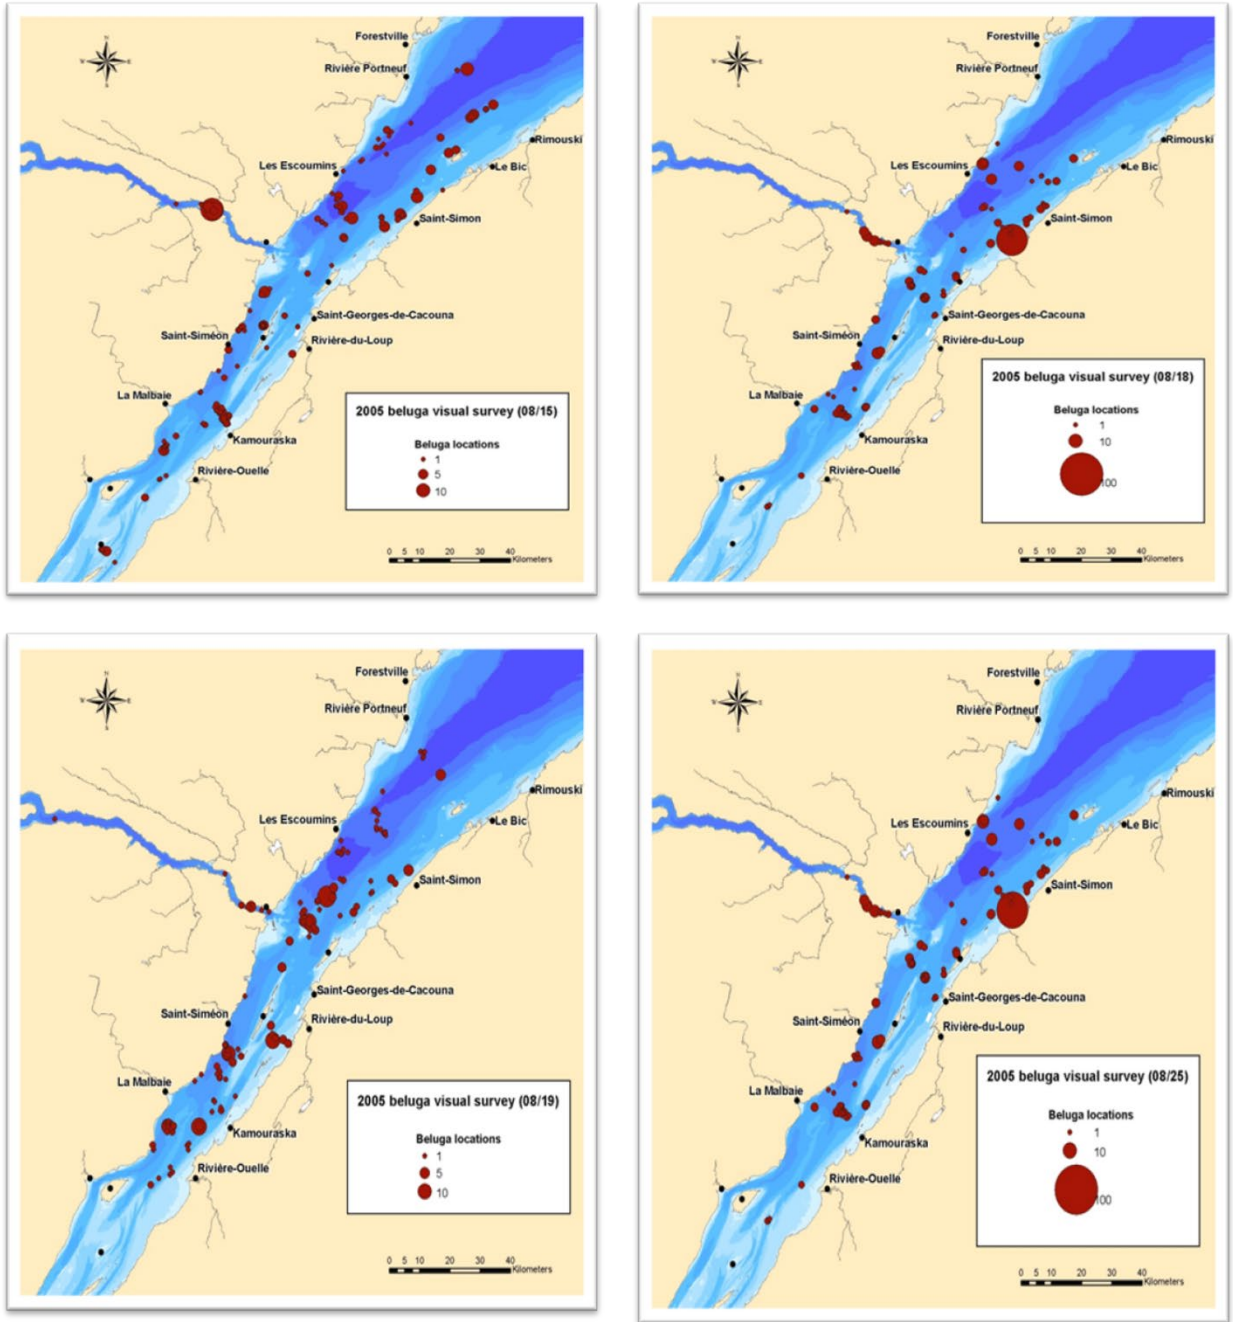 N
W E
S
Forestville
Rivière Portneuf
Rimouski
Les Escoumins
Le Bic
Saint-Simon
Saint-Georges-de-Cacouna
Saint-Siméon
Rivière-du-Loup
La Malbaie
Kamouraska
Rivière-Ouelle
2005 beluga visual survey (08/15)
Beluga locations
1
5
10
0 5 10 20 30 40
Kilometers
N
W E
S
Forestville
Rivière Portneuf
Rimouski
Les Escoumins
Le Bic
Saint-Simon
Saint-Georges-de-Cacouna
Saint-Siméon
Rivière-du-Loup
La Malbaie
Kamouraska
Rivière-Ouelle
2005 beluga visual survey (08/18)
Beluga locations
1
10
100
0 5 10 20 30 40
Kilometers
N
W E
S
Forestville
Rivière Portneuf
Rimouski
Les Escoumins
Le Bic
Saint-Simon
Saint-Georges-de-Cacouna
Saint-Siméon
Rivière-du-Loup
La Malbaie
Kamouraska
Rivière-Ouelle
2005 beluga visual survey (08/19)
Beluga locations
1
5
10
0 5 10 20 30 40
Kilometers
N
W E
S
Forestville
Rivière Portneuf
Rimouski
Les Escoumins
Le Bic
Saint-Simon
Saint-Georges-de-Cacouna
Saint-Siméon
Rivière-du-Loup
La Malbaie
Kamouraska
Rivière-Ouelle
2005 beluga visual survey (08/25)
Beluga locations
1
10
100
0 5 10 20 30 40
Kilometers